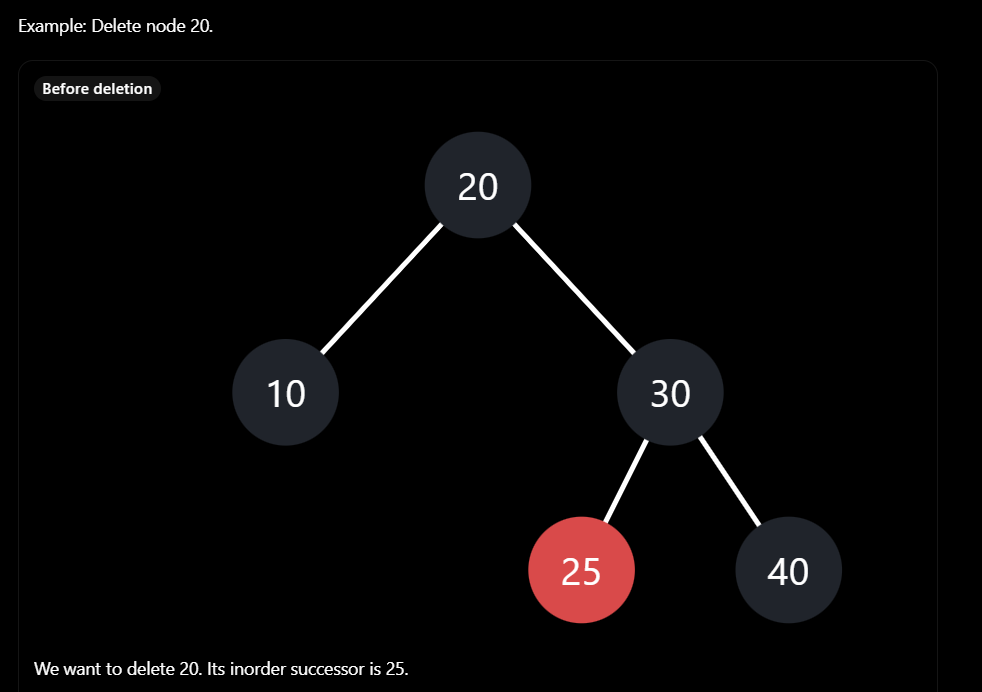 Example: Delete node 20.
Before deletion
20
10
30
25
40
We want to delete 20. Its inorder successor is 25.